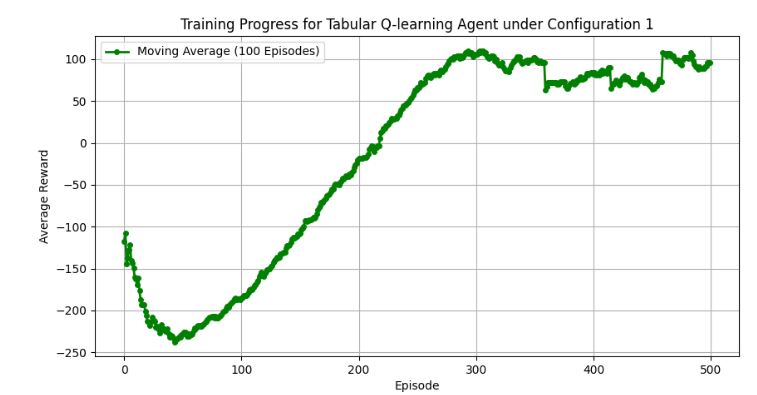 Training Progress for Tabular Q-learning Agent under Configuration 1
Moving Average (100 Episodes)
Average Reward
100
50
0
−50
−100
−150
−200
−250
0 100 200 300 400 500
Episode